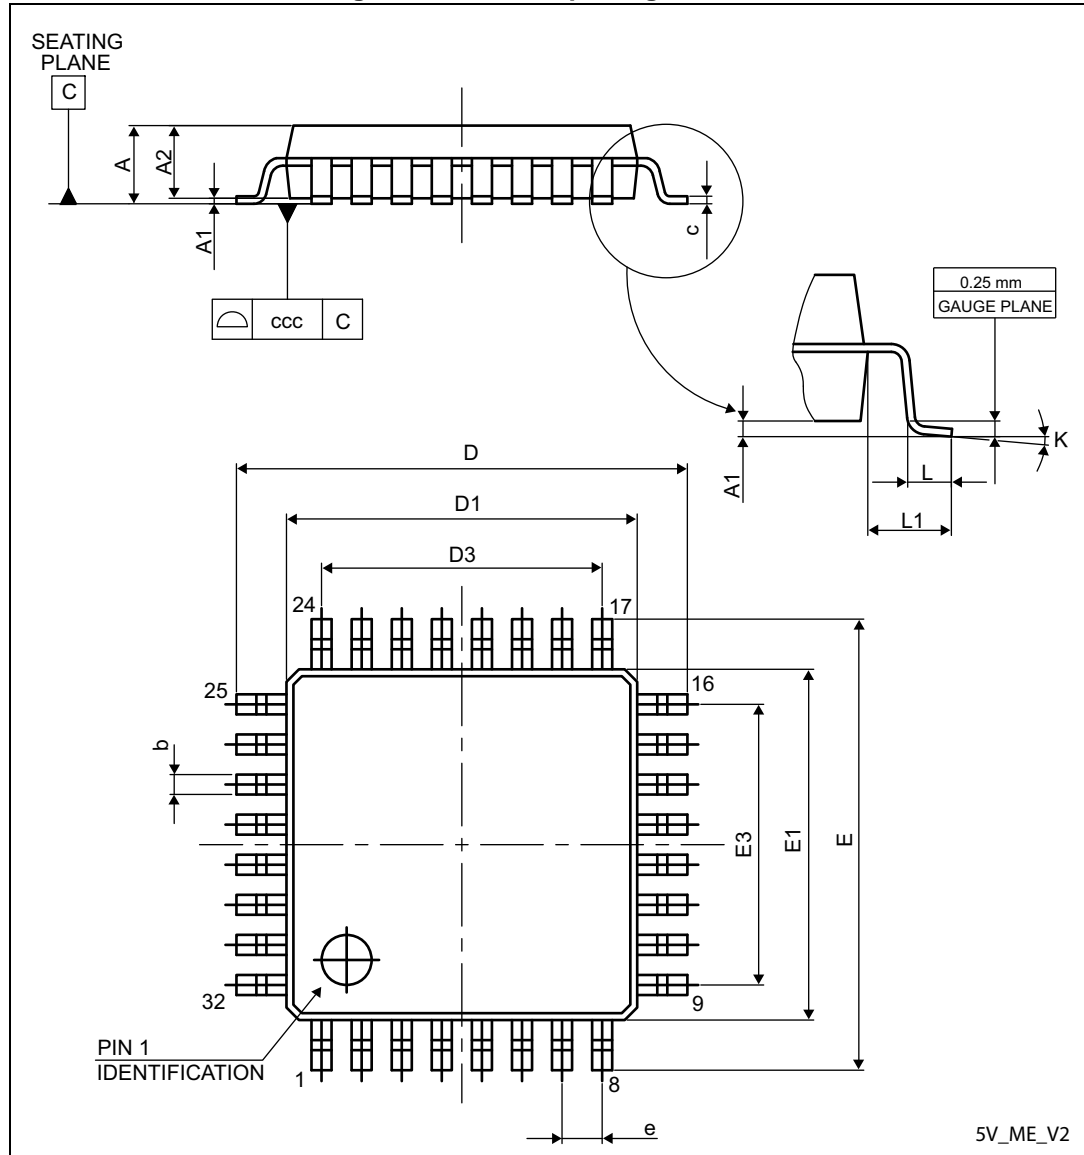 SEATING
PLANE
C
A
A2
A1
c
ccc C
0.25 mm
GAUGE PLANE
A1
K
L
L1
D
D1
D3
24
17
25
16
b
E3
E1
E
32
9
PIN 1
IDENTIFICATION
1
8
e
5V_ME_V2